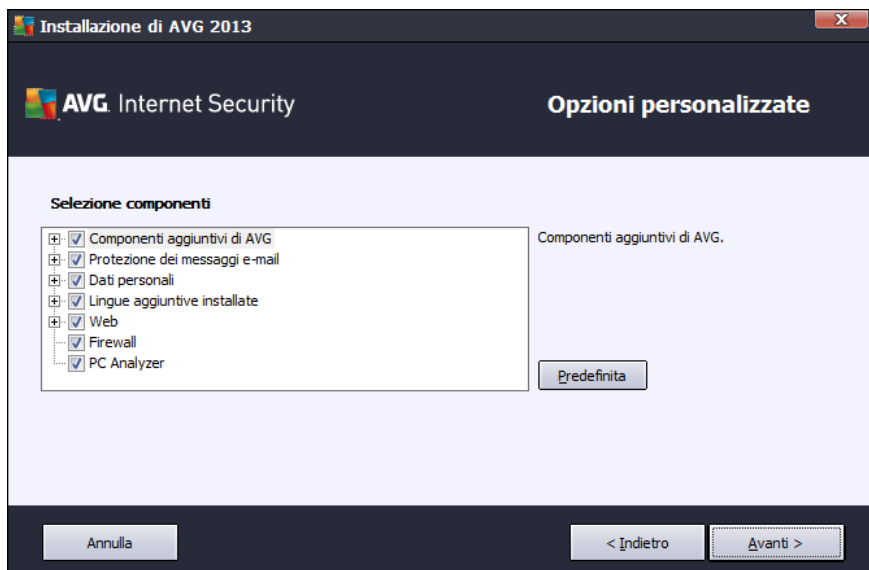 Installazione di AVG 2013
X
AVG. Internet Security
Opzioni personalizzate
Selezione componenti
Componenti aggiuntivi di AVG
Componenti aggiuntivi di AVG.
Protezione dei messaggi e-mail
Dati personali
Lingue aggiuntive installate
Web
Firewall
PC Analyzer
Predefinita
Annulla
< Indietro
Avanti >